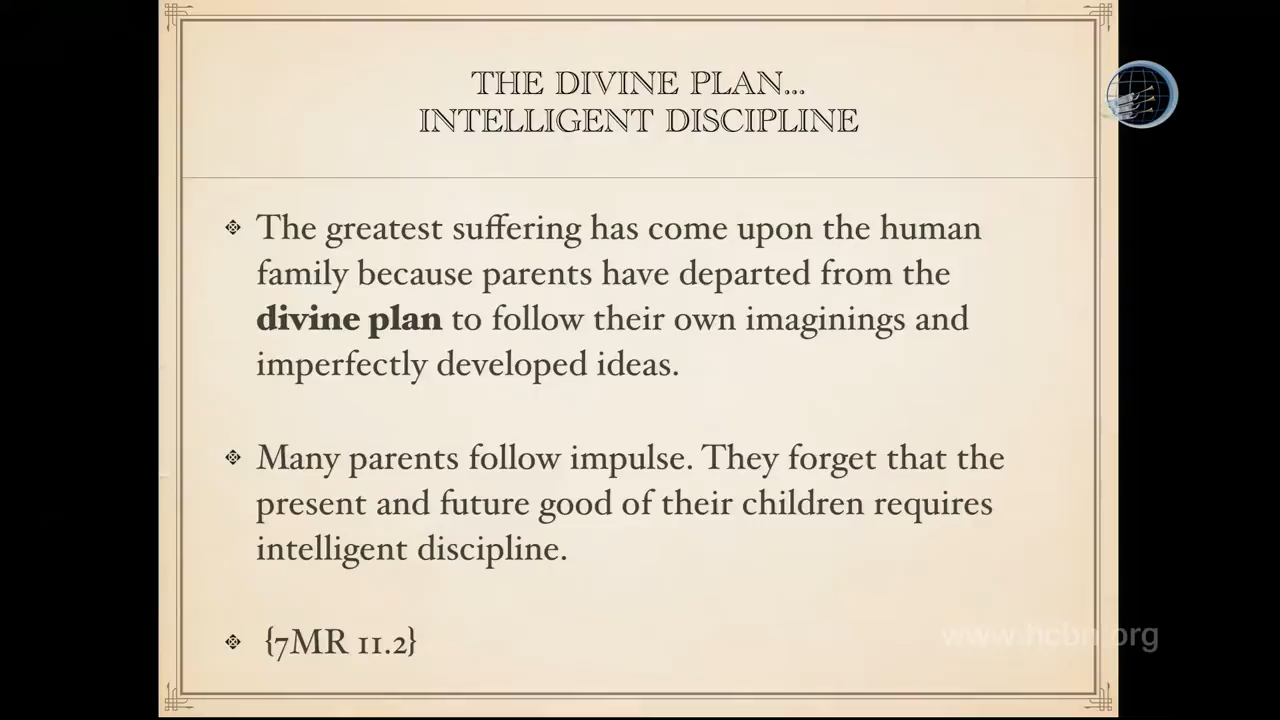 THE DIVINE PLAN...
INTELLIGENT DISCIPLINE
The greatest suffering has come upon the human
family because parents have departed from the
divine plan to follow their own imaginings and
imperfectly developed ideas.
Many parents follow impulse. They forget that the
present and future good of their children requires
intelligent discipline.
{7MR 11.2}
www.hcbn.org